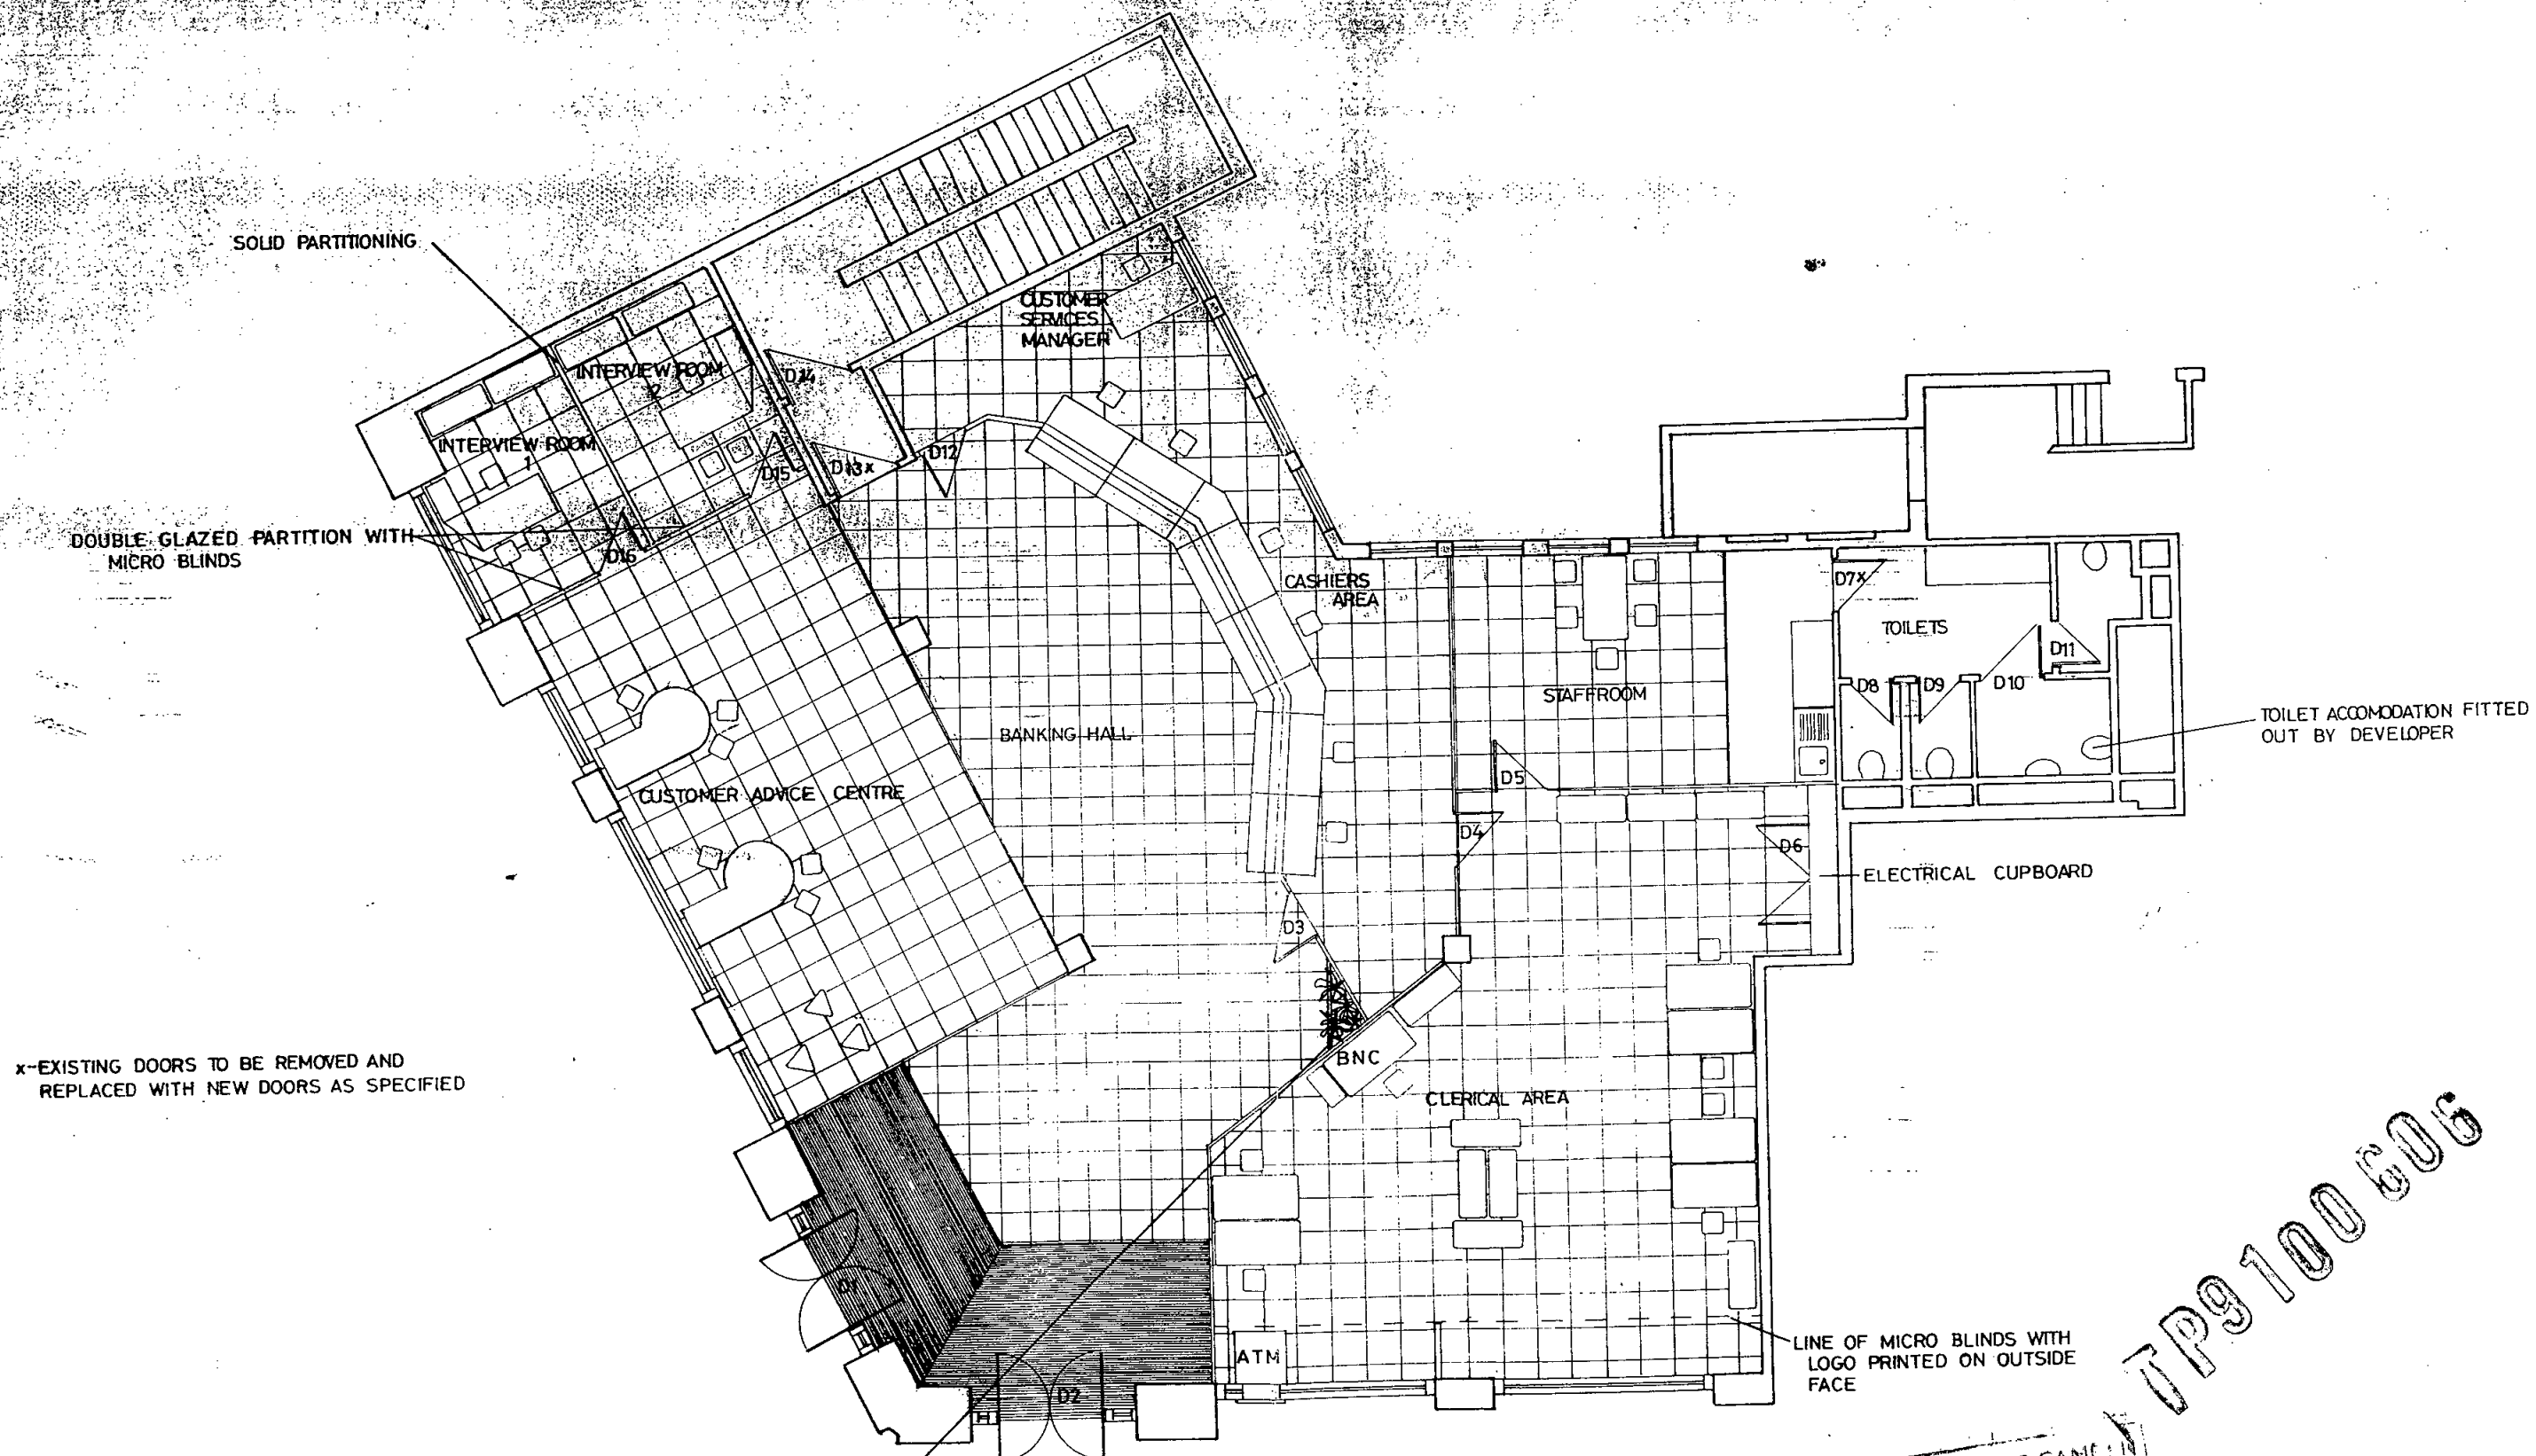 SOLID PARTITIONING
CUSTOMER
SERVICES
MANAGER
INTERVIEW ROOM
2
D14
INTERVIEW ROOM
1
D15
D13x
D12
DOUBLE GLAZED PARTITION WITH
MICRO BLINDS
D16
CASHIERS
AREA
D7x
TOILETS
D11
STAFFROOM
D8
D9
D10
TOILET ACCOMODATION FITTED
OUT BY DEVELOPER
BANKING HALL
D5
CUSTOMER ADVICE CENTRE
D4
D6
ELECTRICAL CUPBOARD
D3
x-EXISTING DOORS TO BE REMOVED AND
REPLACED WITH NEW DOORS AS SPECIFIED
BNC
CLERICAL AREA
D1
ATM
D2
LINE OF MICRO BLINDS WITH
LOGO PRINTED ON OUTSIDE
FACE
TP9100606